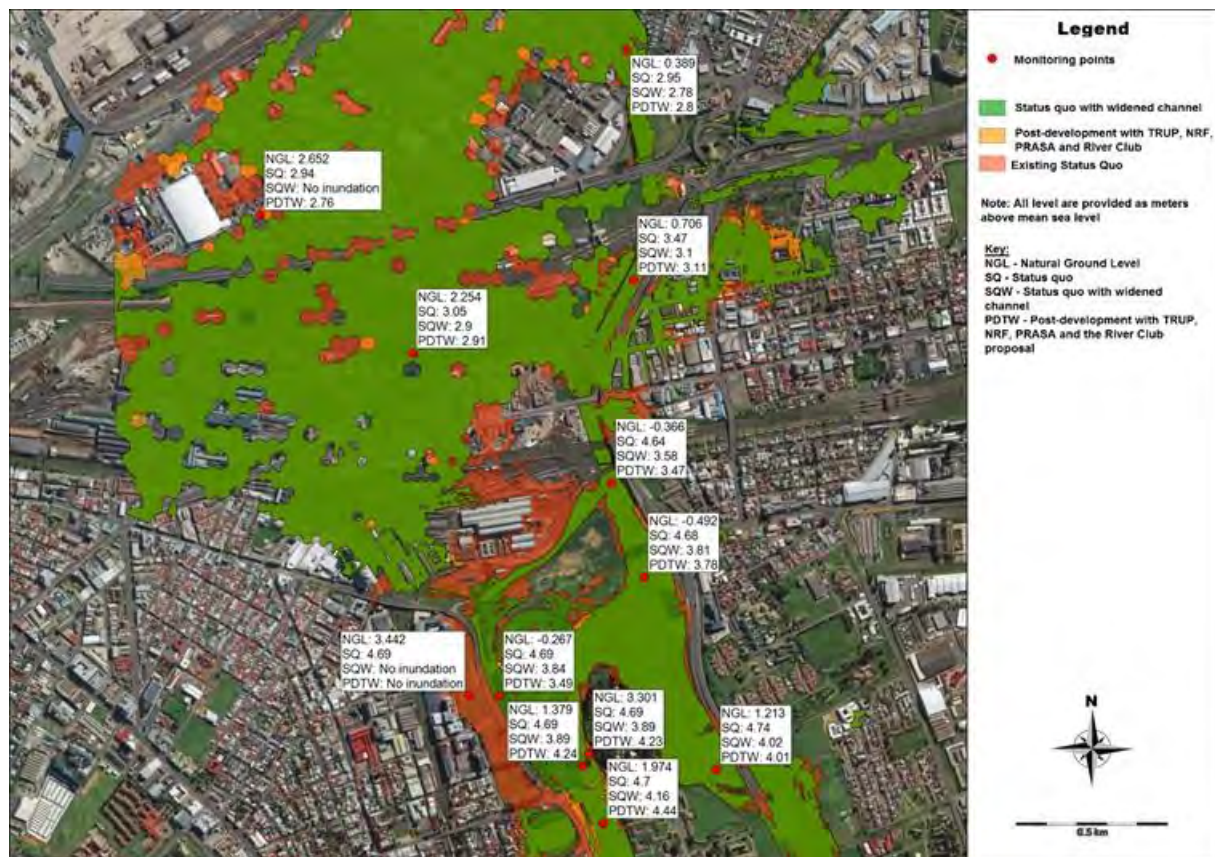 NGL: 0.389
SQ: 2.95
SQW: 2.78
PDTW: 2.8
NGL: 2.652
SQ: 2.94
SQW: No inundation
PDTW: 2.76
NGL: 0.706
SQ: 3.47
SQW: 3.1
PDTW: 3.11
NGL: 2.254
SQ: 3.05
SQW: 2.9
PDTW: 2.91
NGL: -0.366
SQ: 4.64
SQW: 3.58
PDTW: 3.47
NGL: -0.492
SQ: 4.68
SQW: 3.81
PDTW: 3.78
NGL: 3.442
SQ: 4.69
SQW: No inundation
PDTW: No inundation
NGL: -0.267
SQ: 4.69
SQW: 3.84
PDTW: 3.49
NGL: 1.379
SQ: 4.69
SQW: 3.89
PDTW: 4.24
NGL: 3.301
SQ: 4.69
SQW: 3.89
PDTW: 4.23
NGL: 1.213
SQ: 4.74
SQW: 4.02
PDTW: 4.01
NGL: 1.974
SQ: 4.7
SQW: 4.16
PDTW: 4.44
Legend
Monitoring points
Status quo with widened channel
Post-development with TRUP, NRF,
PRASA and River Club
Existing Status Quo
Note: All level are provided as meters
above mean sea level
Key:
NGL - Natural Ground Level
SQ - Status quo
SQW - Status quo with widened
channel
PDTW - Post-development with TRUP,
NRF, PRASA and the River Club
proposal
N
0.5 km